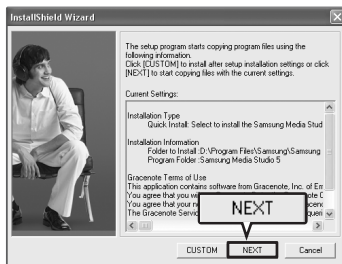 InstallShield Wizard
The setup program starts copying program files using the
following information.
Click [CUSTOM] to install after setup installation settings or click
[NEXT] to start copying files with the current settings.
Current Settings:
Installation Type
Quick Install: Select to install the Samsung Media Stud
Installation Information
Folder to Install :D:\Program Files\Samsung\Samsung
Program Folder :Samsung Media Studio 5
Gracenote Terms of Use
This application contains software from Gracenote, Inc. of Em
You agree that you wi
You agree that your n
The Gracenote Servic
NEXT
CUSTOM NEXT Cancel